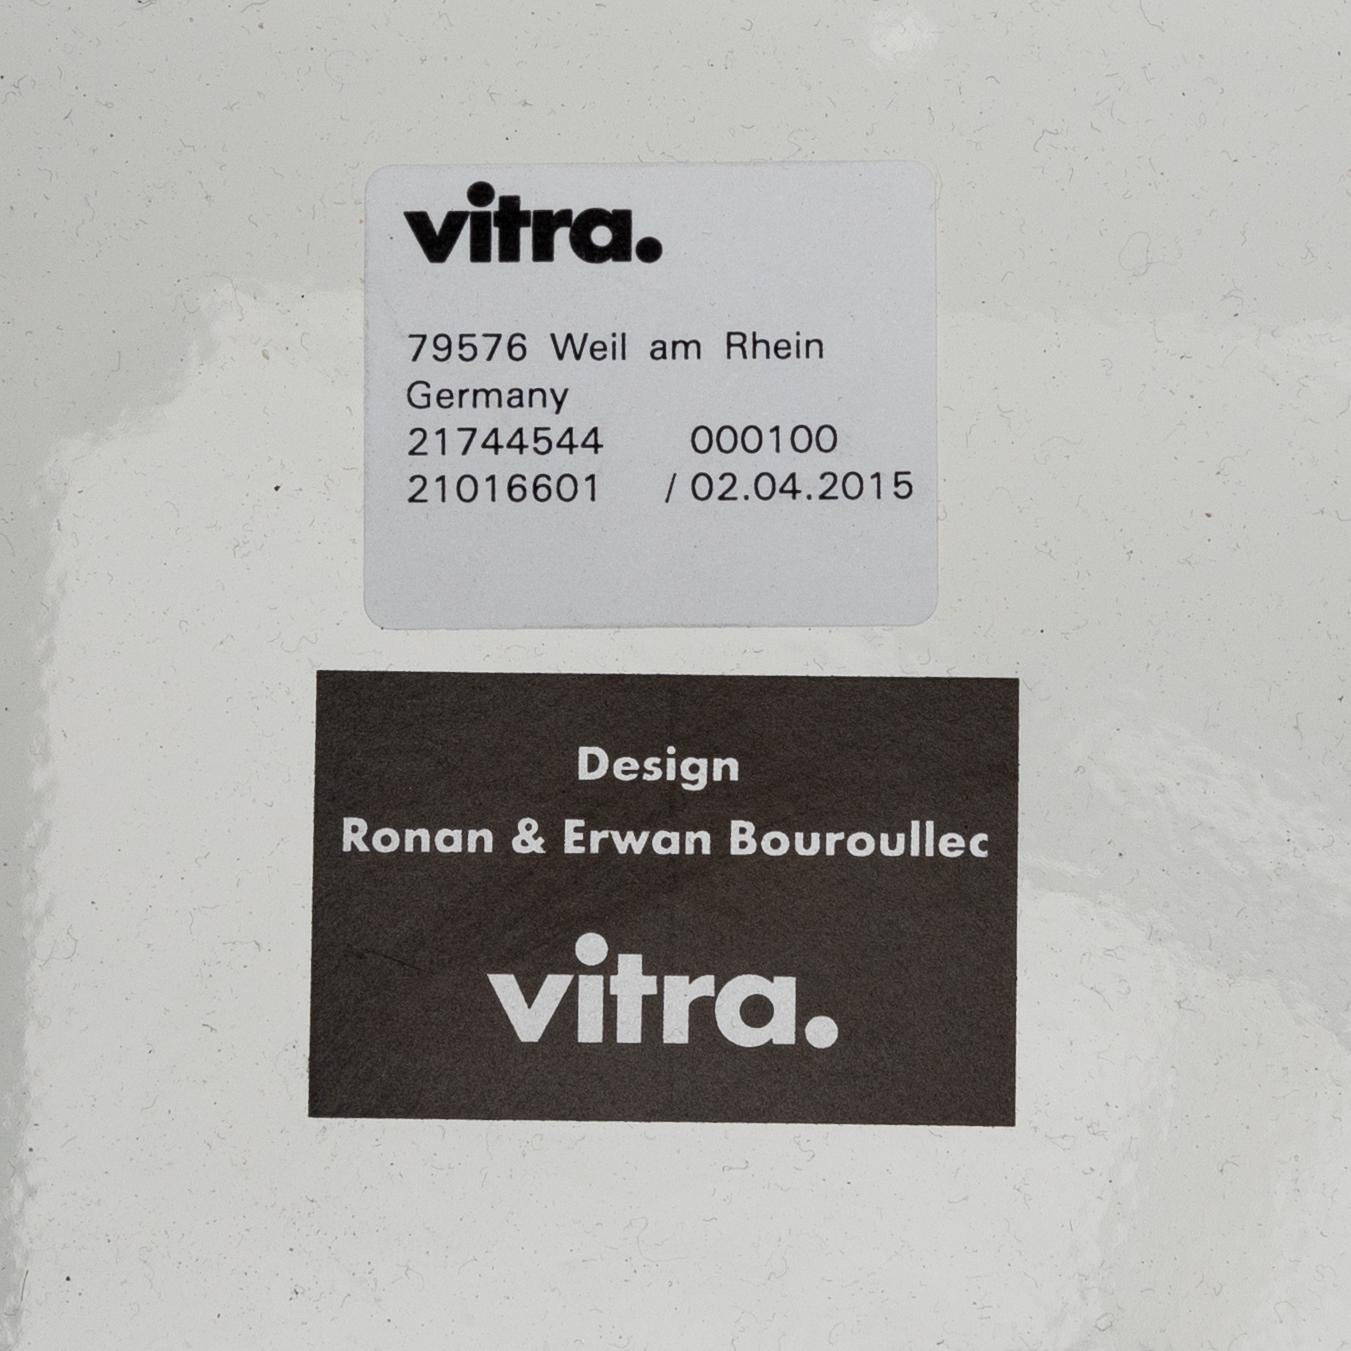 vitra.
79576 Weil am Rhein
Germany
21744544 000100
21016601 / 02.04.2015
Design
Ronan & Erwan Bouroullec
vitra.